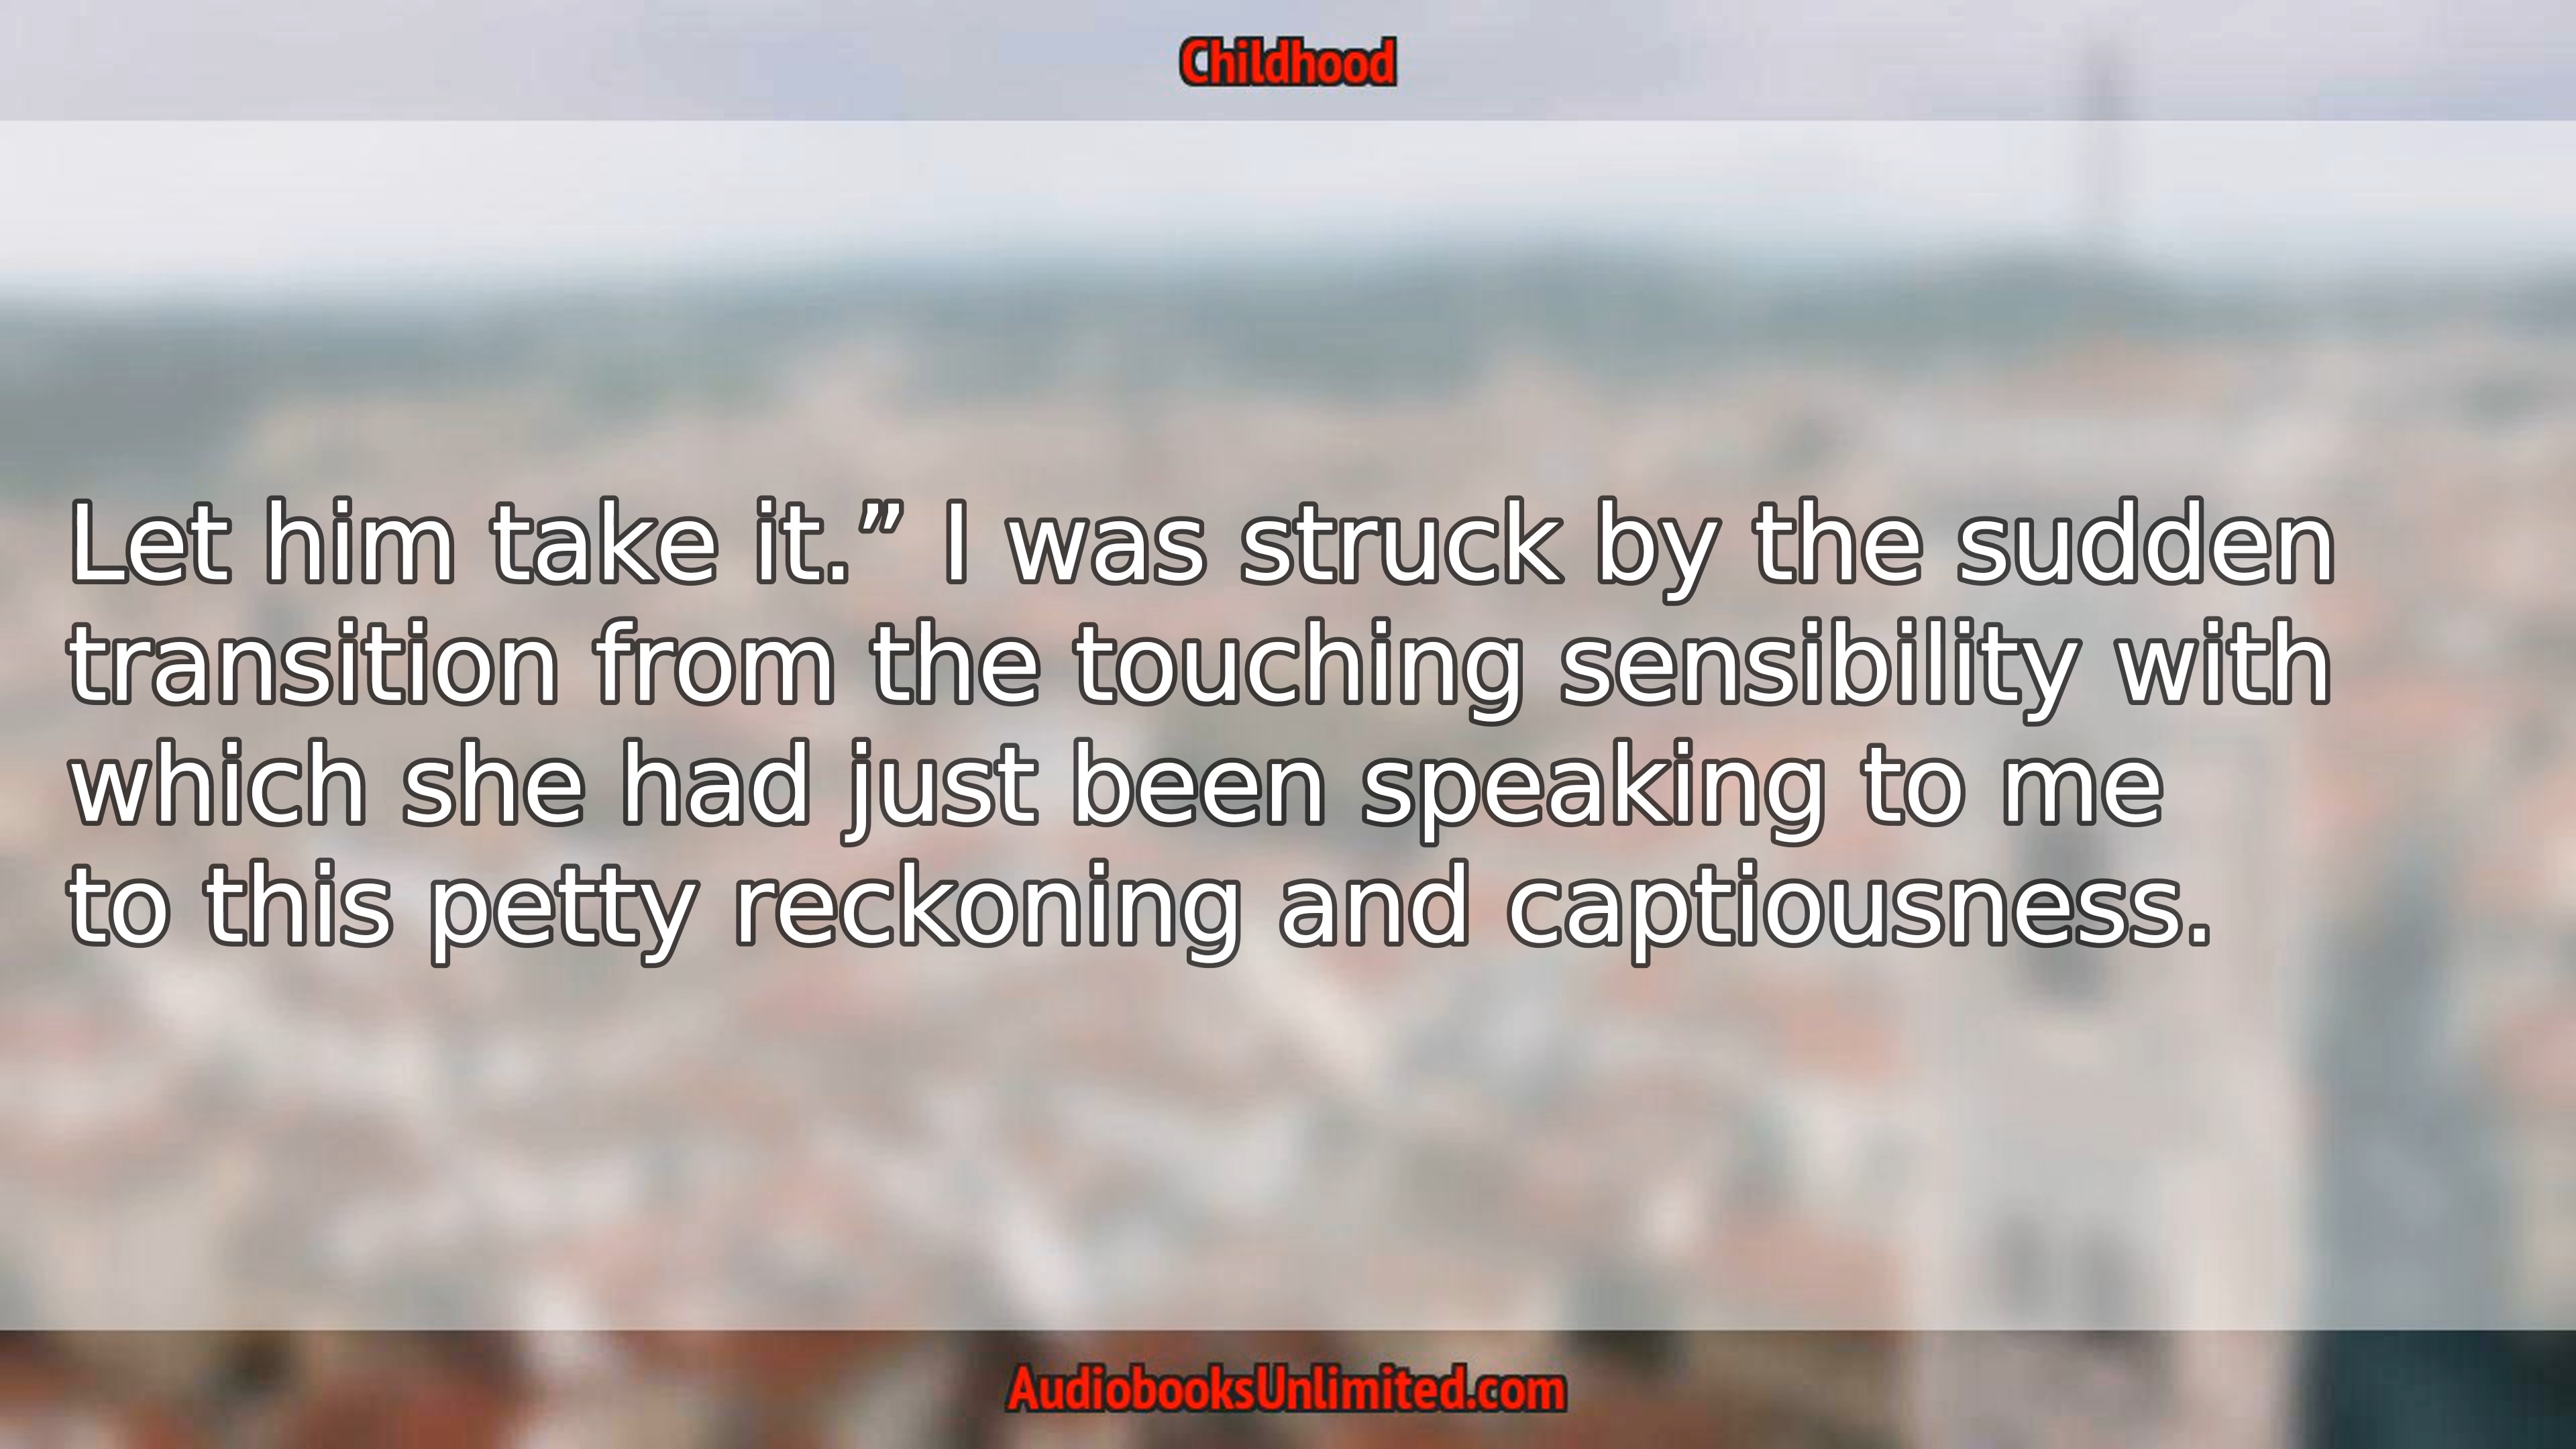 Childhood
Let him take it.” I was struck by the sudden
transition from the touching sensibility with
which she had just been speaking to me
to this petty reckoning and captiousness.
AudiobooksUnlimited.com